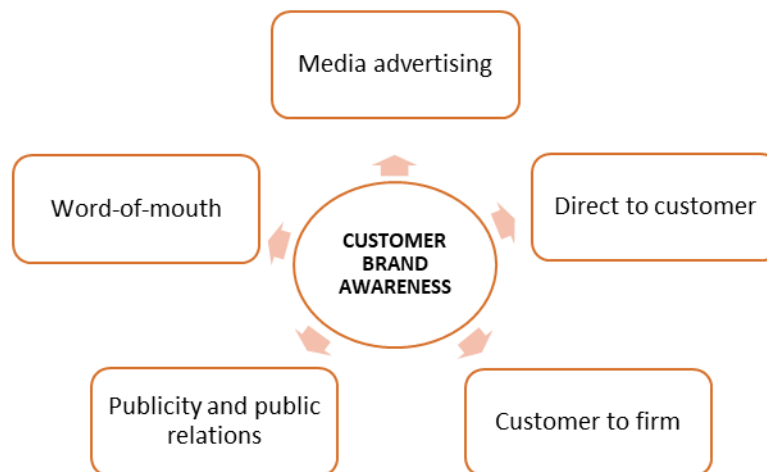 Media advertising
Word-of-mouth
Direct to customer
CUSTOMER
BRAND
AWARENESS
Publicity and public
relations
Customer to firm